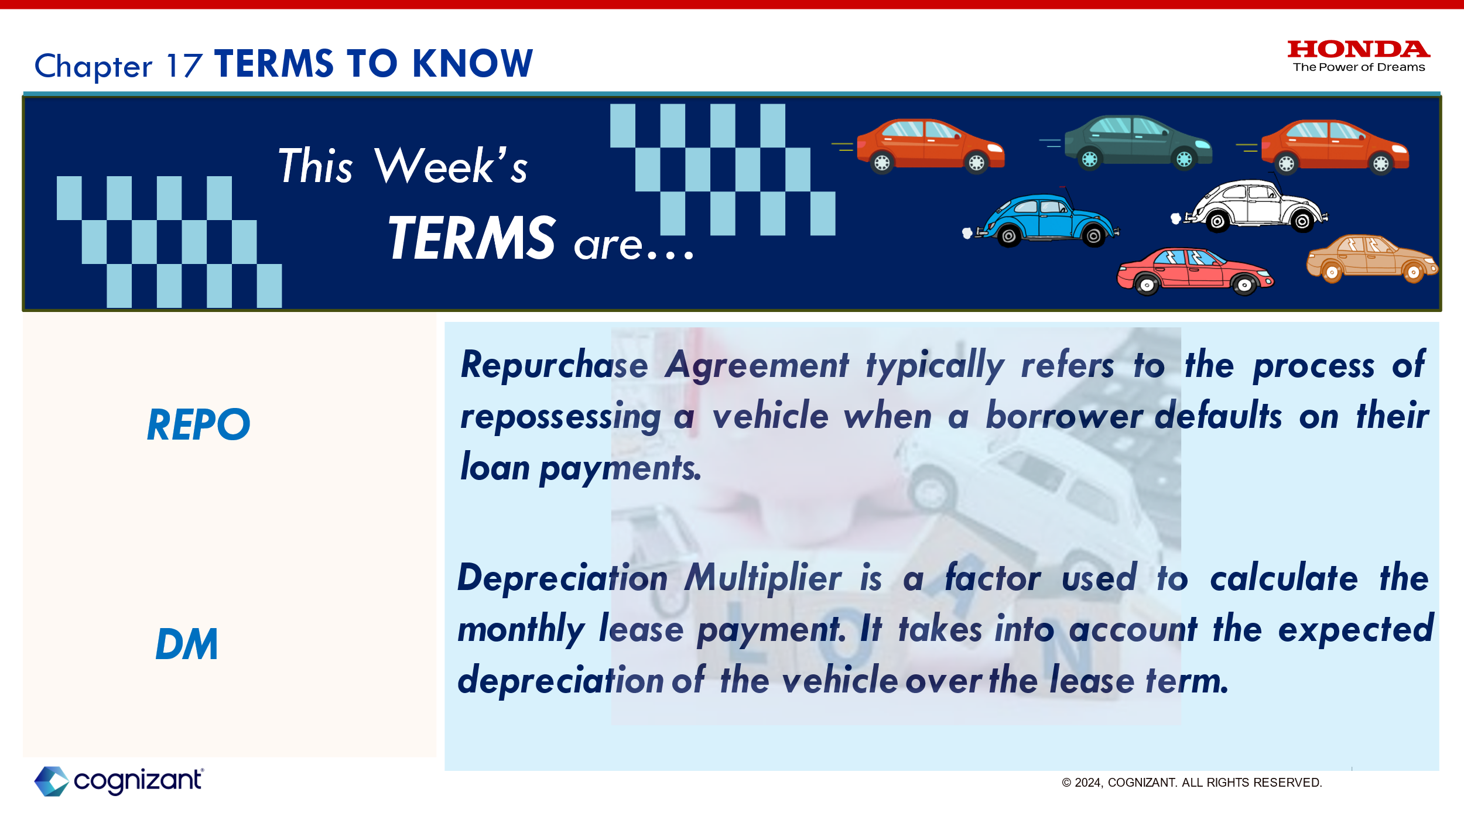 Chapter 17 TERMS TO KNOW
HONDA
The Power of Dreams
This Week's
TERMS are...
REPO
Repurchase Agreement typically refers to the process of
repossessing a vehicle when a borrower defaults on their
loan payments.
DM
Depreciation Multiplier is a factor used to calculate the
monthly lease payment. It takes into account the expected
depreciation of the vehicle over the lease term.
LOAN
cognizant
© 2024, COGNIZANT. ALL RIGHTS RESERVED.